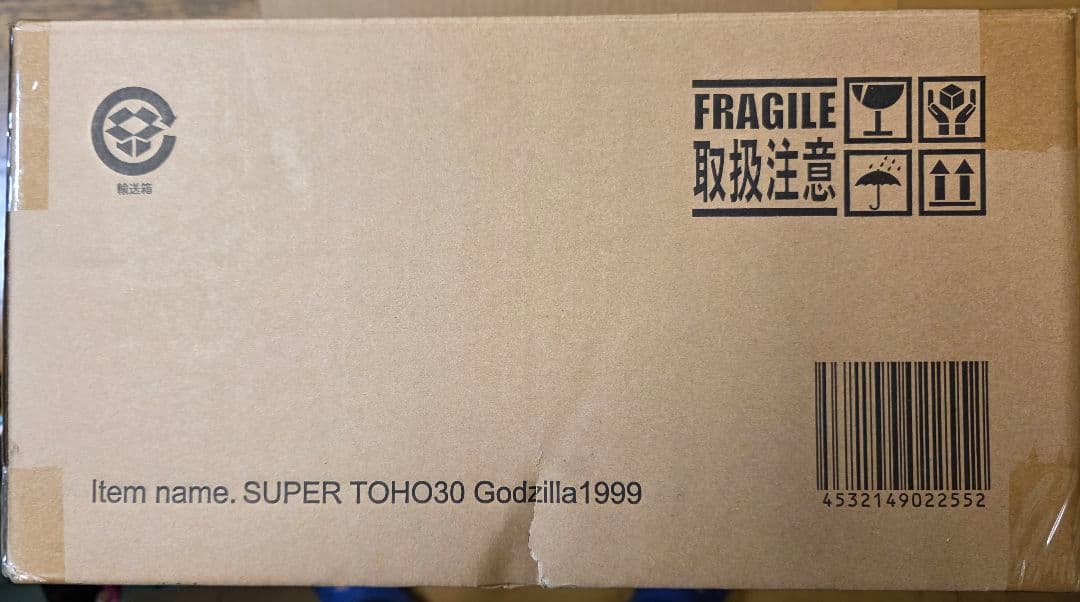 輸送箱
FRAGILE
取扱注意
Item name. SUPER TOHO30 Godzilla1999
4532149022552